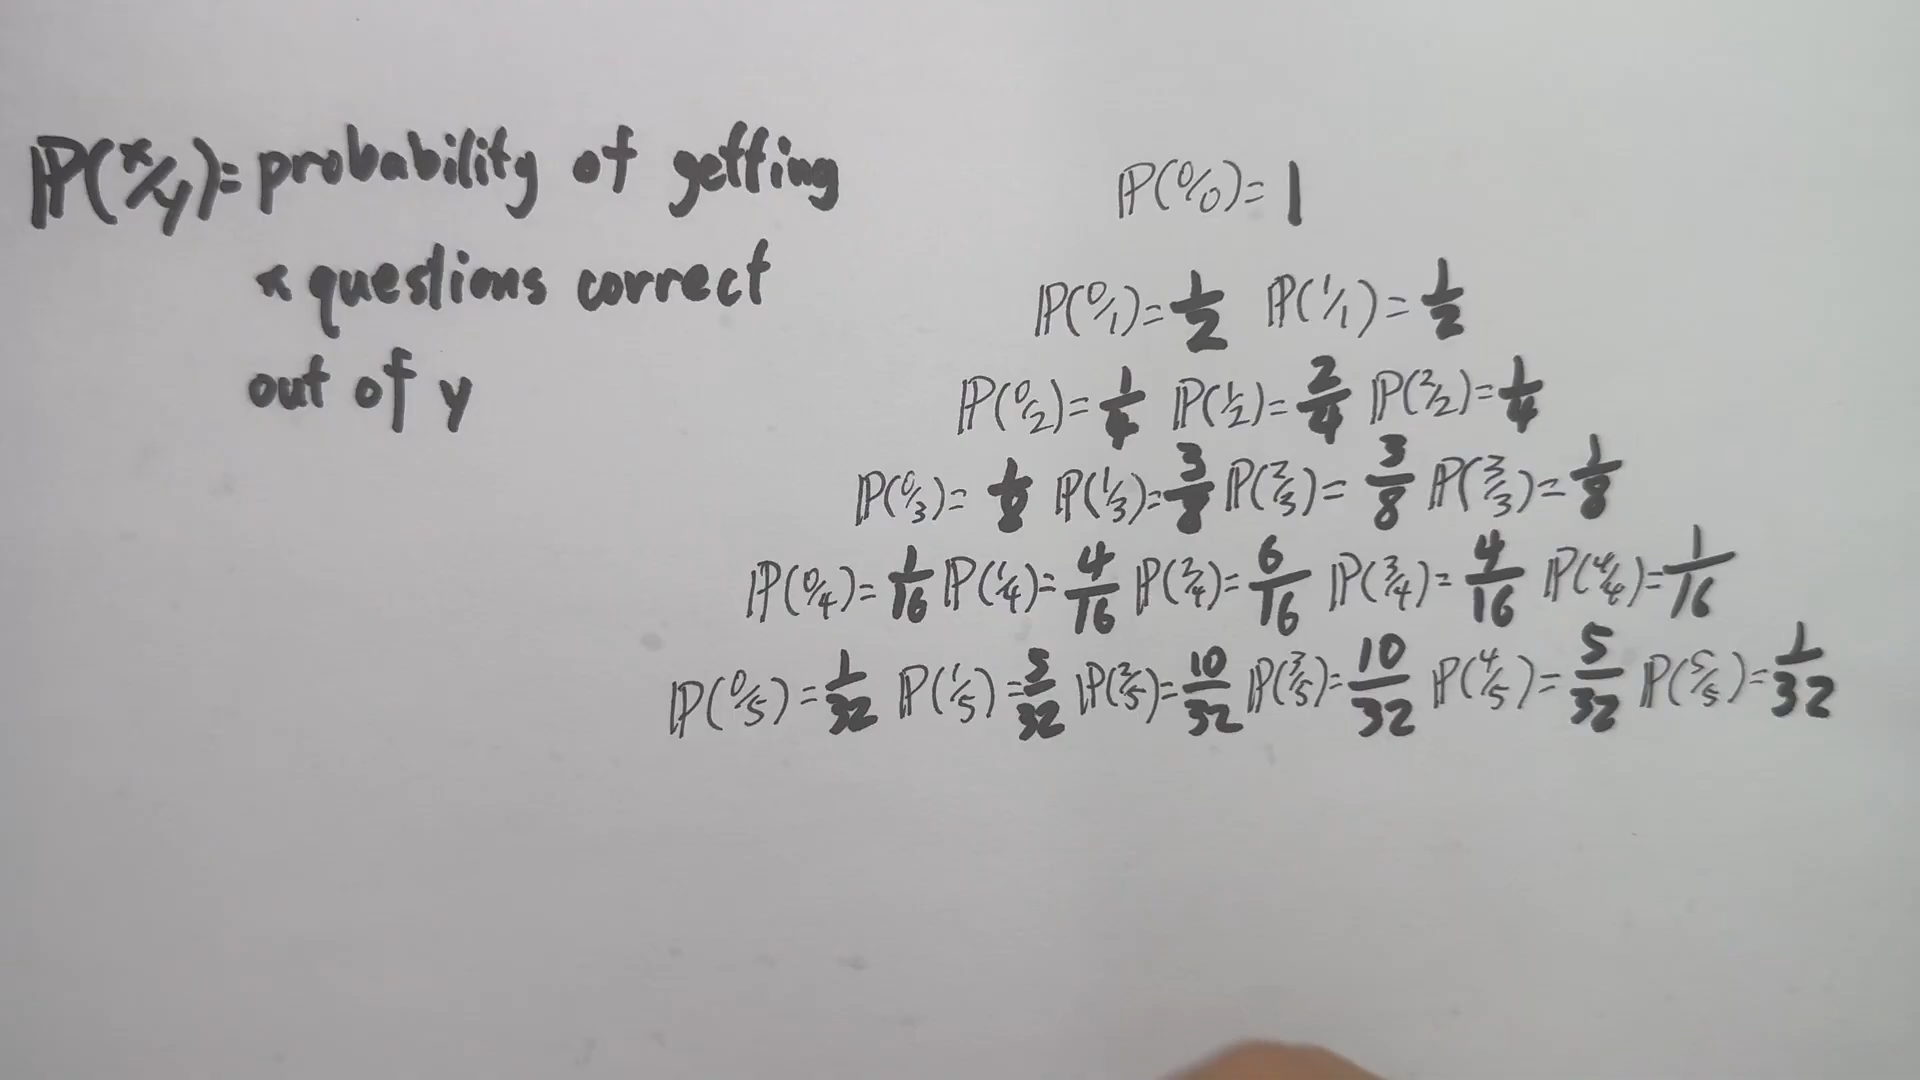 ℙ(x/y)= probability of getting
x questions correct
out of y
ℙ(0/0)= 1
ℙ(0/1)= 1/2 ℙ(1/1)= 1/2
ℙ(0/2)= 1/4 ℙ(1/2)= 2/4 ℙ(2/2)= 1/4
ℙ(0/3)= 1/8 ℙ(1/3)= 3/8 ℙ(2/3)= 3/8 ℙ(3/3)= 1/8
ℙ(0/4)= 1/16 ℙ(1/4)= 4/16 ℙ(2/4)= 6/16 ℙ(3/4)= 4/16 ℙ(4/4)= 1/16
ℙ(0/5)= 1/32 ℙ(1/5)= 5/32 ℙ(2/5)= 10/32 ℙ(3/5)= 10/32 ℙ(4/5)= 5/32 ℙ(5/5)= 1/32